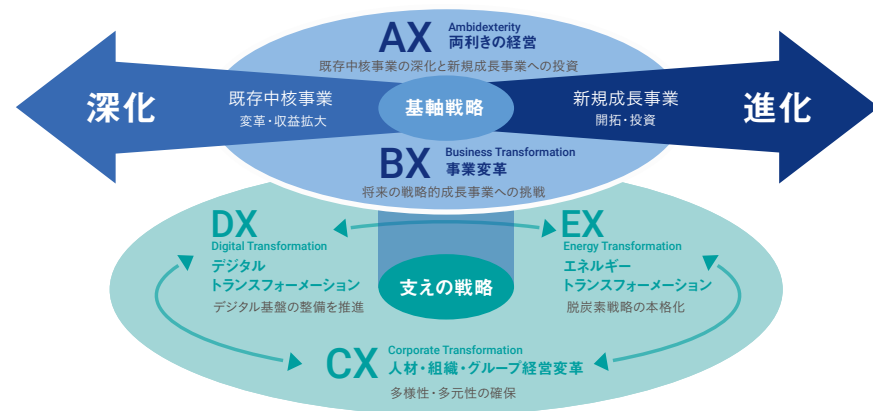 AX
Ambidexterity
両利きの経営
既存中核事業の深化と新規成長事業への投資
深化
既存中核事業
変革・収益拡大
基軸戦略
新規成長事業
開拓・投資
進化
BX
Business Transformation
事業変革
将来の戦略的成長事業への挑戦
DX
Digital Transformation
デジタル
トランスフォーメーション
デジタル基盤の整備を推進
EX
Energy Transformation
エネルギー
トランスフォーメーション
脱炭素戦略の本格化
支えの戦略
CX
Corporate Transformation
人材・組織・グループ経営変革
多様性・多元性の確保